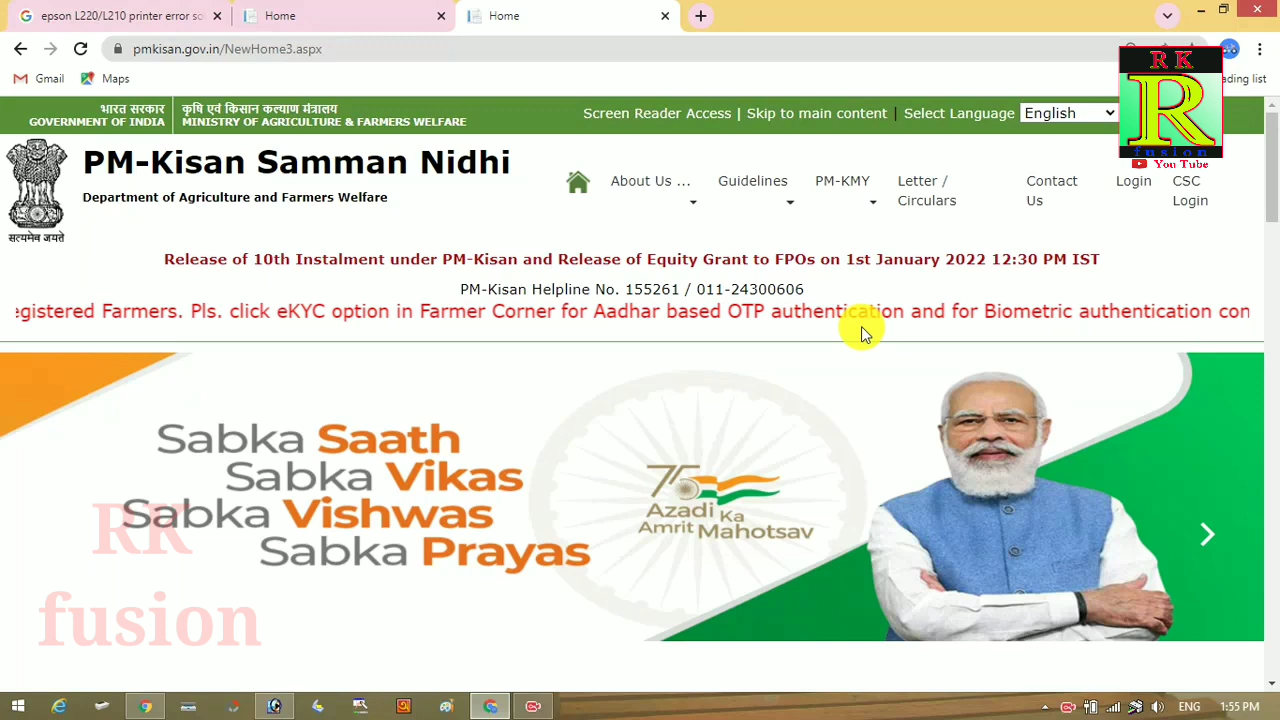 epson L220/L210 printer error so
Home
Home
pmkisan.gov.in/NewHome3.aspx
Gmail
Maps
भारत सरकार
GOVERNMENT OF INDIA
कृषि एवं किसान कल्याण मंत्रालय
MINISTRY OF AGRICULTURE & FARMERS WELFARE
Screen Reader Access | Skip to main content | Select Language English
R K
R
fusion
You Tube
सत्यमेव जयते
PM-Kisan Samman Nidhi
Department of Agriculture and Farmers Welfare
About Us ...
Guidelines
PM-KMY
Letter /
Circulars
Contact
Us
Login
CSC
Login
Release of 10th Instalment under PM-Kisan and Release of Equity Grant to FPOs on 1st January 2022 12:30 PM IST
PM-Kisan Helpline No. 155261 / 011-24300606
egistered Farmers. Pls. click eKYC option in Farmer Corner for Aadhar based OTP authentication and for Biometric authentication con
Sabka Saath
Sabka Vikas
Sabka Vishwas
Sabka Prayas
75
Azadi Ka
Amrit Mahotsav
RK
fusion
ENG
1:55 PM